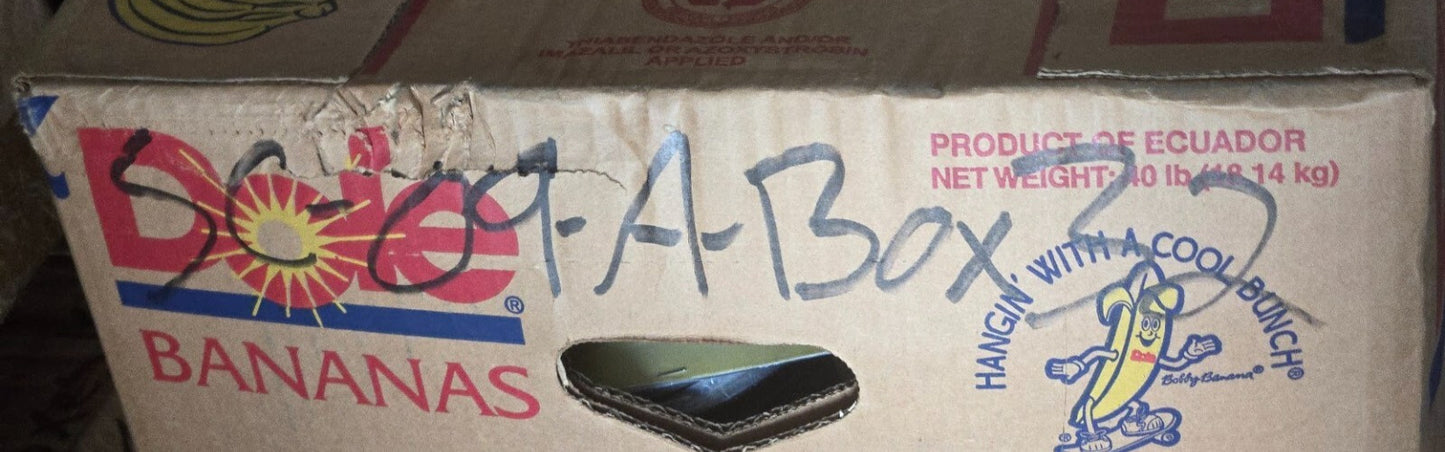 THIABENDAZOLE AND/OR
IMAZALIL OR AZOXYSTROBIN
APPLIED
Dole®
BANANAS
SC-09-A-Box 32
PRODUCT OF ECUADOR
NET WEIGHT: 40 lb (18.14 kg)
HANGIN' WITH A COOL BUNCH®
Dole
Bobby Banana®